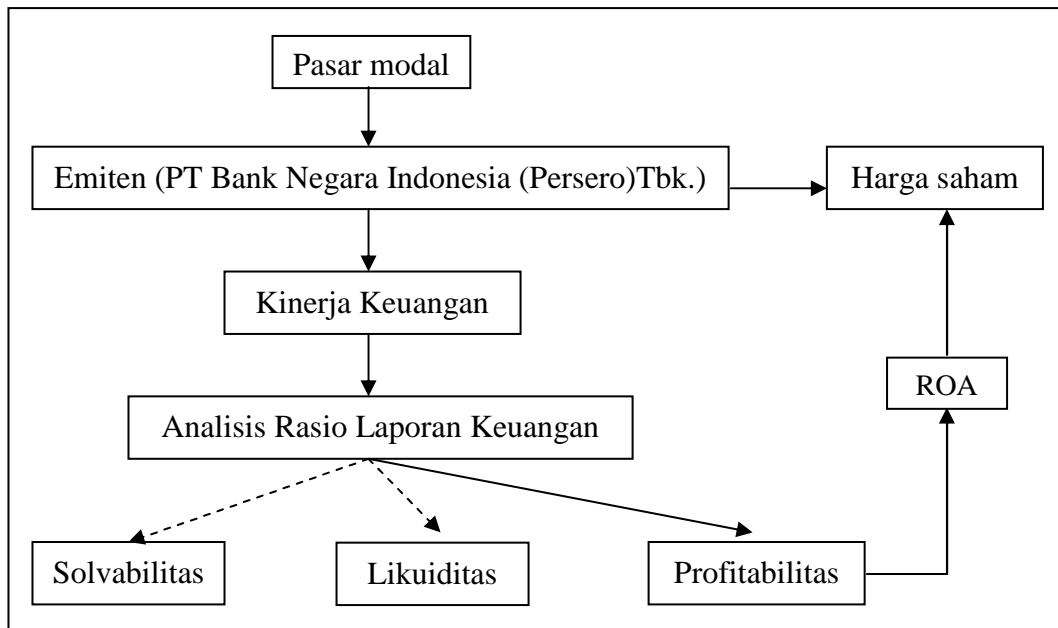 Pasar modal
Emiten (PT Bank Negara Indonesia (Persero)Tbk.)
Harga saham
Kinerja Keuangan
ROA
Analisis Rasio Laporan Keuangan
Solvabilitas
Likuiditas
Profitabilitas